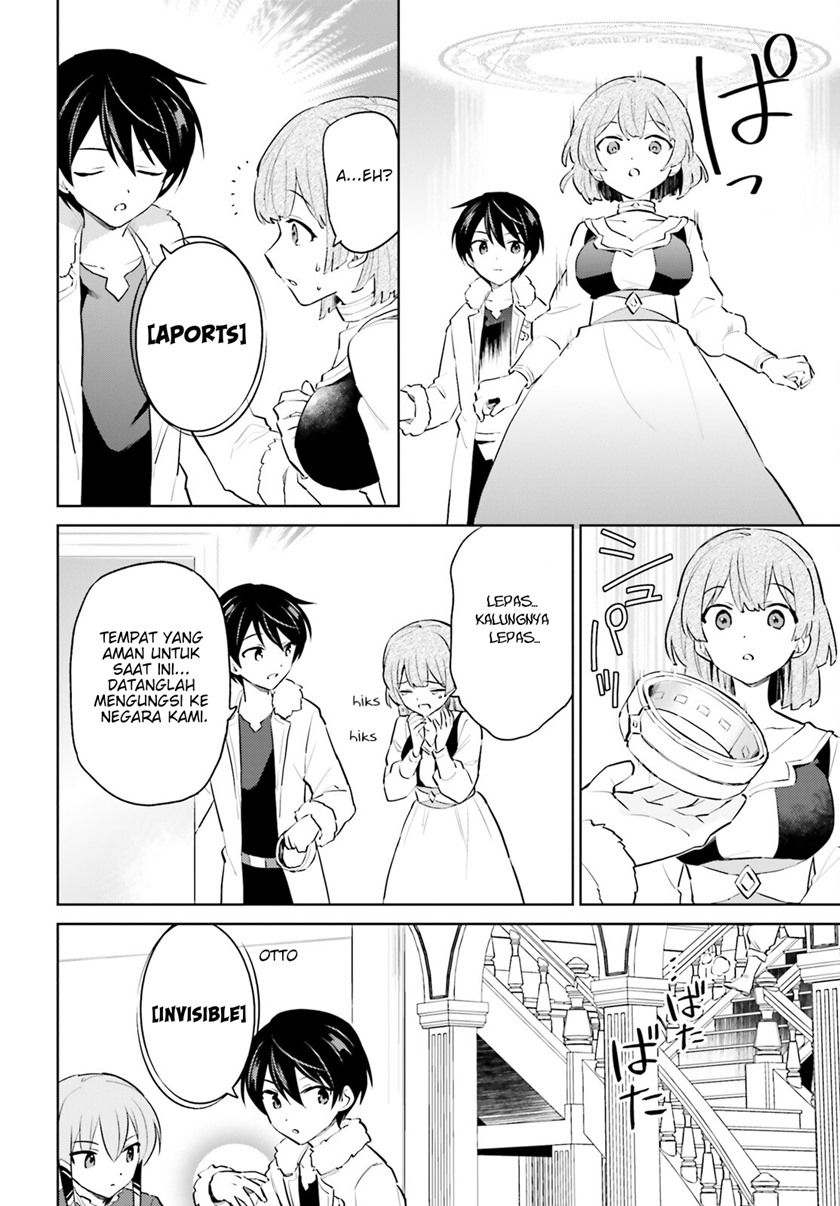 ぱっ
A...EH?
[APORTS]
シュパッ
LEPAS...
KALUNGNYA
LEPAS...
hiks
hiks
TEMPAT YANG
AMAN UNTUK
SAAT INI...
DATANGLAH
MENGUNGSI KE
NEGARA KAMI.
ばた
ばた
OTTO
[INVISIBLE]